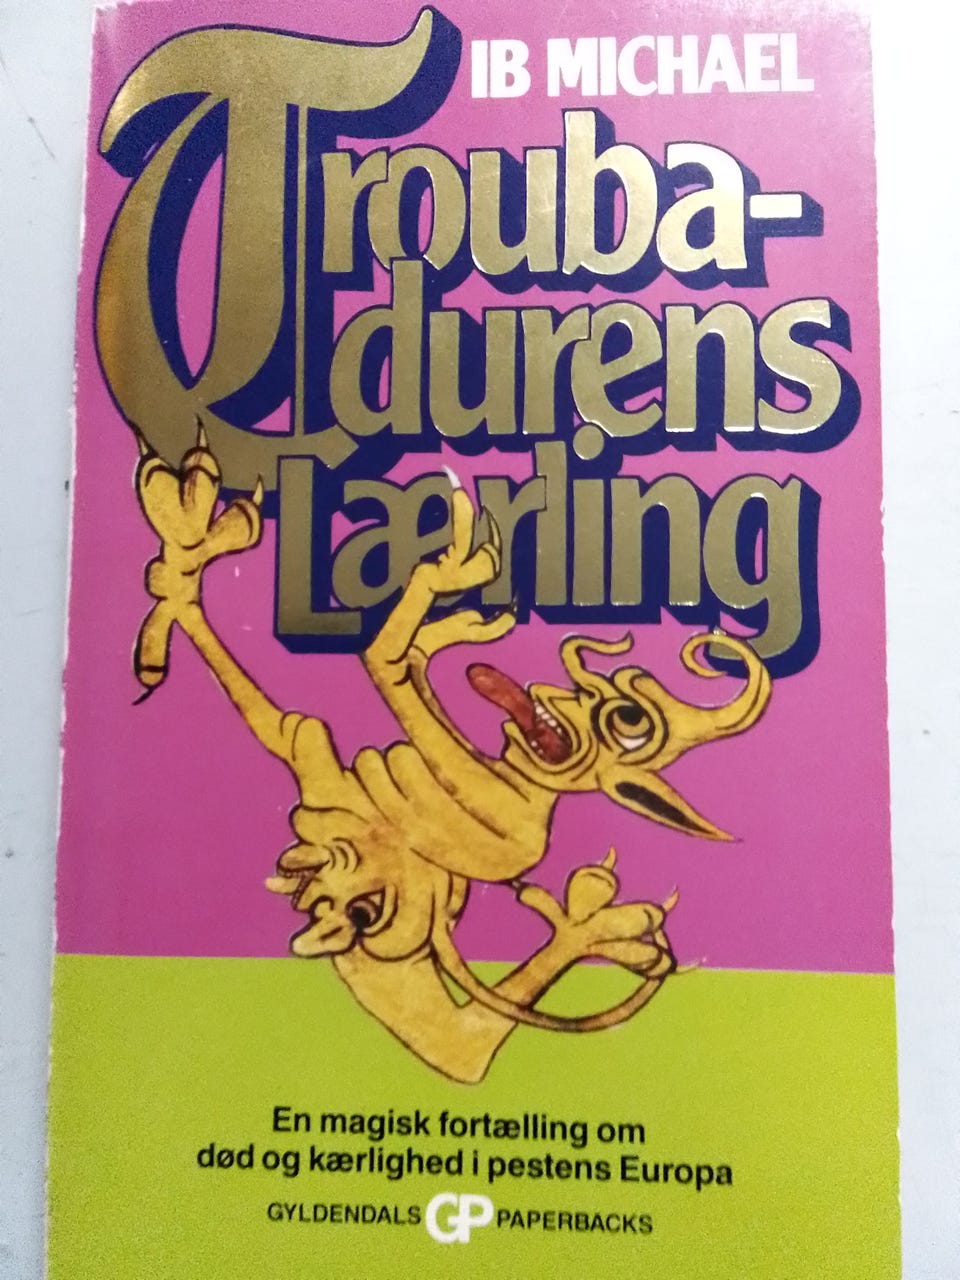 IB MICHAEL
Trouba-
durens
Lærling
En magisk fortælling om
død og kærlighed i pestens Europa
GYLDENDALS GP PAPERBACKS